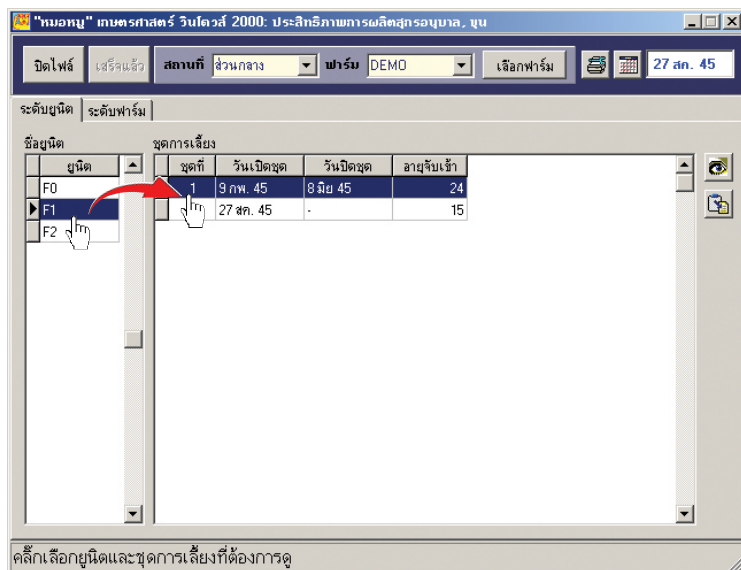 "หมอหมู" เกษตรศาสตร์ วินโดวส์ 2000: ประสิทธิภาพการผลิตสุกรอนุบาล, ขุน
ปิดไฟล์ เสร็จแล้ว สถานที่ ส่วนกลาง ฟาร์ม DEMO เลือกฟาร์ม 27 สค. 45
ระดับยูนิต ระดับฟาร์ม
ชื่อยูนิต ชุดการเลี้ยง
ยูนิต ชุดที่ วันเปิดชุด วันปิดชุด อายุจับเข้า
F0 1 9 กพ. 45 8 มิย 45 24
F1 27 สค. 45 - 15
F2
คลิ๊กเลือกยูนิตและชุดการเลี้ยงที่ต้องการดู